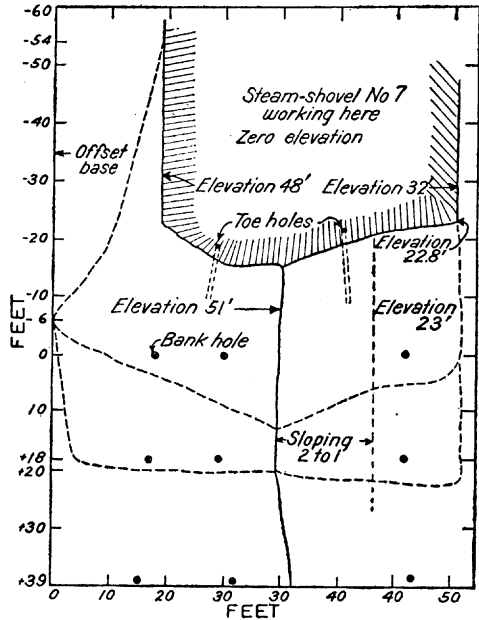 -60
-54
-50
-40
-30
-20
-10
-6
0
10
+18
+20
+30
+39
FEET
Steam-shovel No 7
working here
Zero elevation
Offset
base
Elevation 48'
Elevation 32'
Toe holes
Elevation
22.8'
Elevation 51'
Elevation
23'
Bank hole
Sloping
2 to 1
0
10
20
30
40
50
FEET